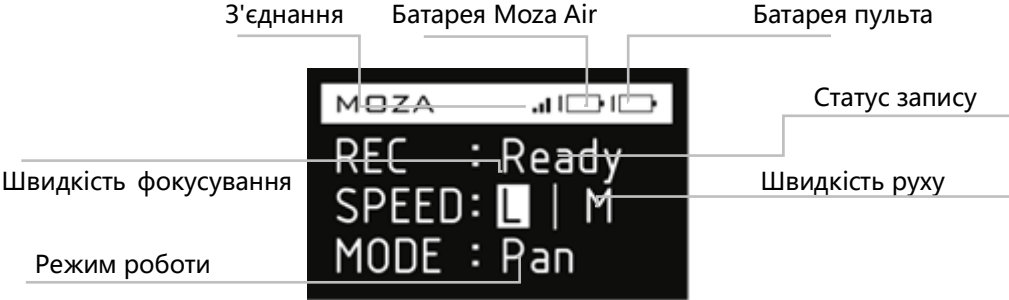 З'єднання Батарея Moza Air Батарея пульта
MOZA
Статус запису
REC : Ready
Швидкість фокусування
SPEED: L | M
Швидкість руху
MODE : Pan
Режим роботи